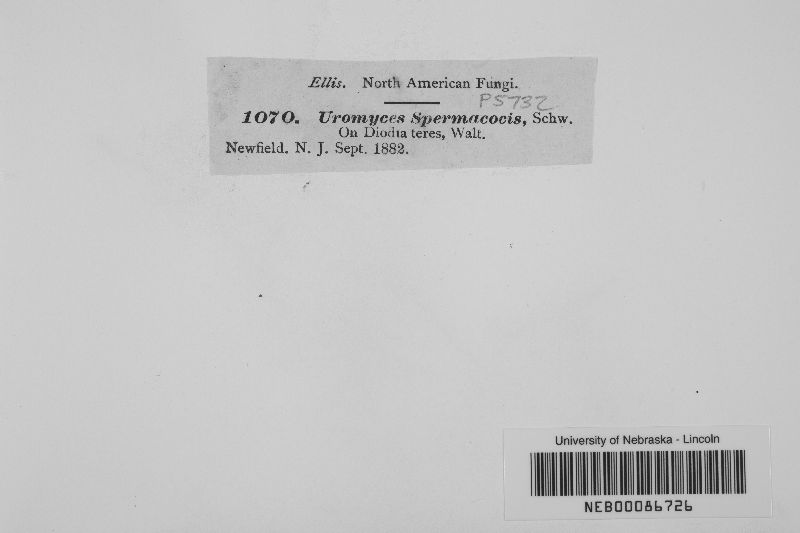 Ellis. North American Fungi.
P5732
1070. Uromyces Spermacocis, Schw.
On Diodia teres, Walt.
Newfield. N. J. Sept. 1882.
University of Nebraska - Lincoln
NEB00086726